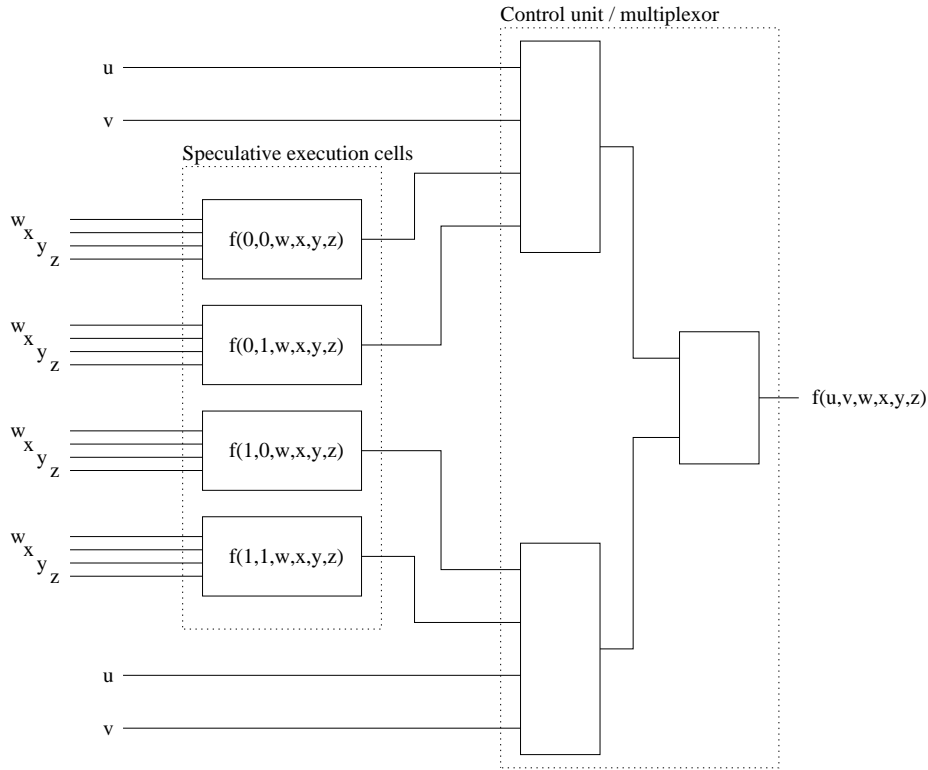 Control unit / multiplexor
u
v
Speculative execution cells
w
x
y
z
f(0,0,w,x,y,z)
w
x
y
z
f(0,1,w,x,y,z)
f(u,v,w,x,y,z)
w
x
y
z
f(1,0,w,x,y,z)
w
x
y
z
f(1,1,w,x,y,z)
u
v